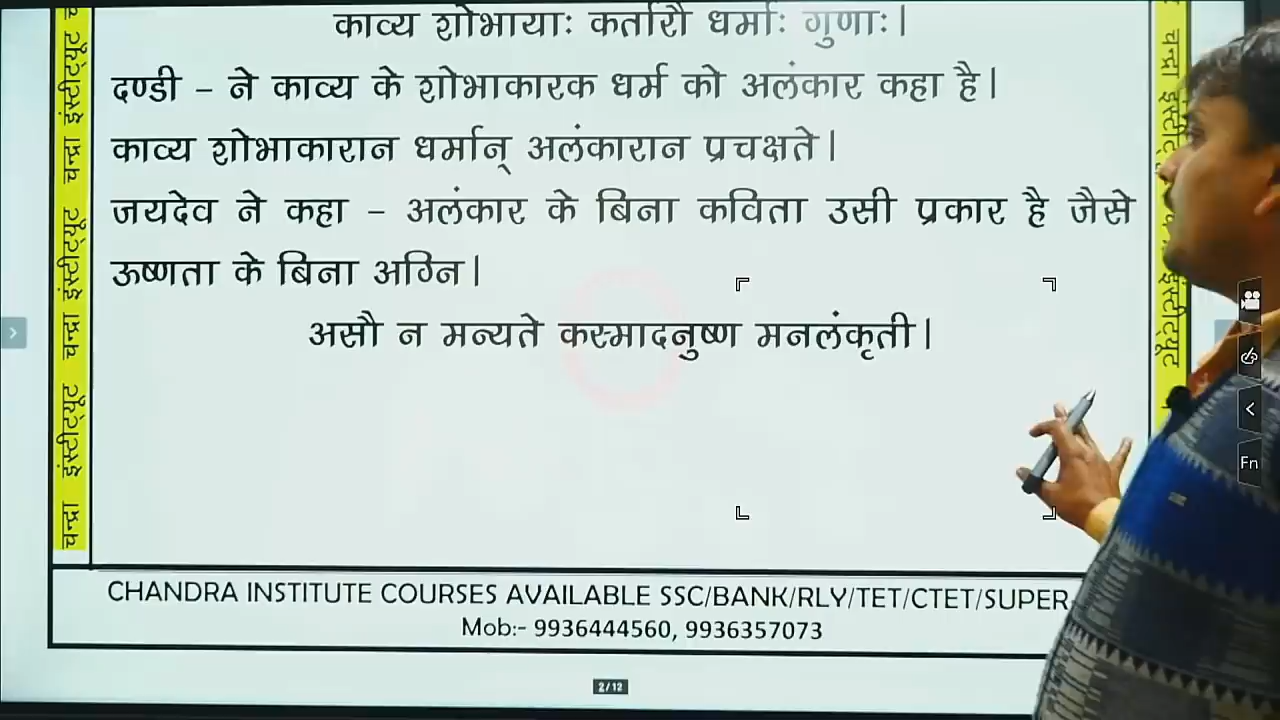 काव्य शोभायाः कर्तारौ धर्माः गुणाः।
दण्डी – ने काव्य के शोभाकारक धर्म को अलंकार कहा है।
काव्य शोभाकारान धर्मान् अलंकारान प्रचक्षते।
जयदेव ने कहा – अलंकार के बिना कविता उसी प्रकार है जैसे
ऊष्णता के बिना अग्नि।
असौ न मन्यते कस्मादनुष्ण मनलंकृती।
चन्द्रा इंस्टीट्यूट चन्द्रा इंस्टीट्यूट चन्द्रा इंस्टीट्यूट
चन्द्रा इंस्टीट्यूट
CHANDRA INSTITUTE COURSES AVAILABLE SSC/BANK/RLY/TET/CTET/SUPER
Mob:- 9936444560, 9936357073
2/12
Fn